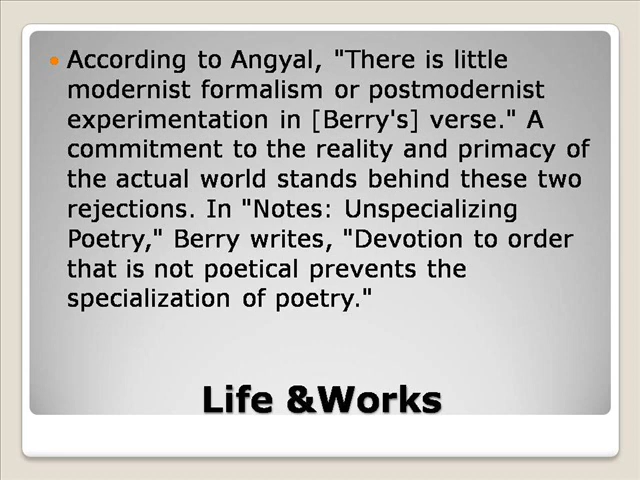 According to Angyal, "There is little
modernist formalism or postmodernist
experimentation in [Berry's] verse." A
commitment to the reality and primacy of
the actual world stands behind these two
rejections. In "Notes: Unspecializing
Poetry," Berry writes, "Devotion to order
that is not poetical prevents the
specialization of poetry."
Life &Works